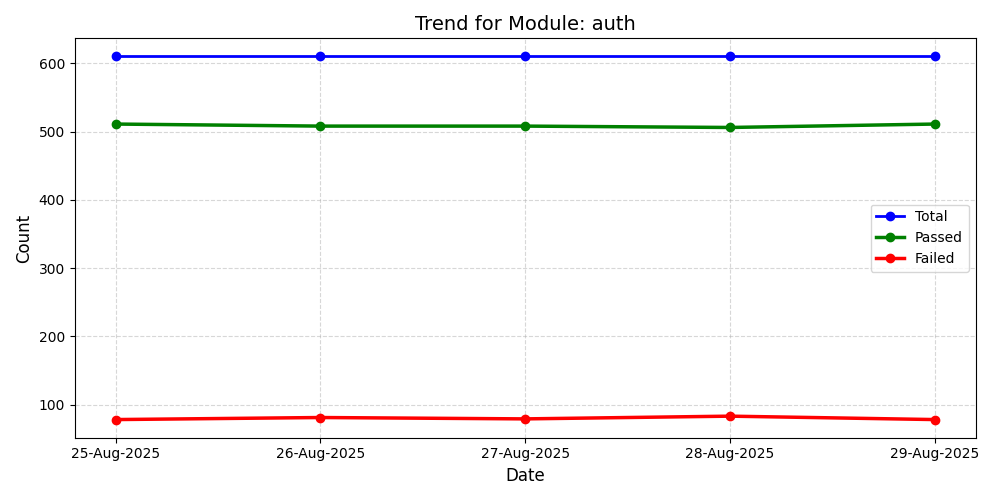 Trend for Module: auth
600
500
400
300
200
100
Count
Total
Passed
Failed
25-Aug-2025
26-Aug-2025
27-Aug-2025
28-Aug-2025
29-Aug-2025
Date